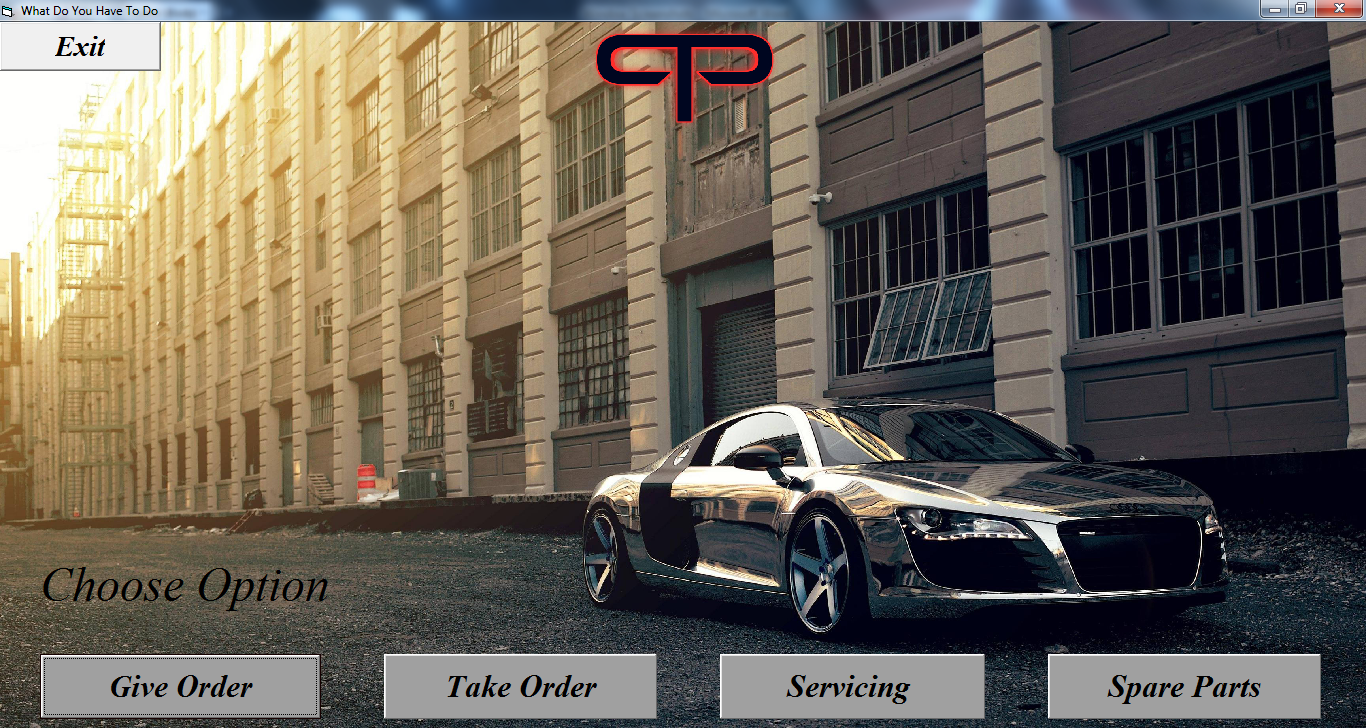 What Do You Have To Do
Exit
Choose Option
Give Order
Take Order
Servicing
Spare Parts